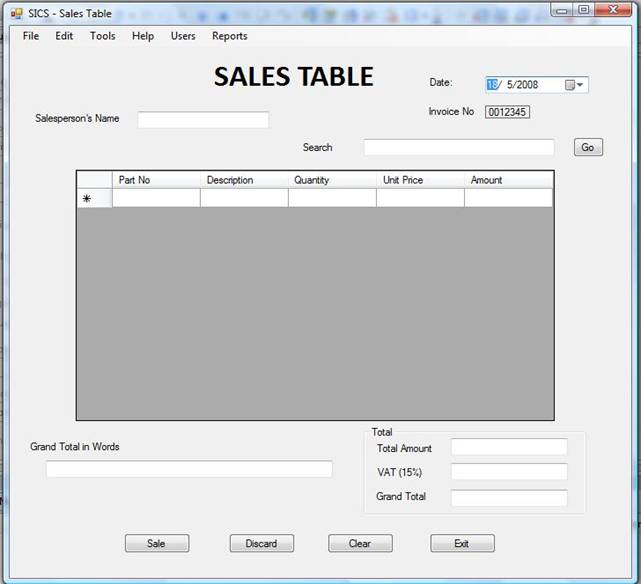 SICS - Sales Table
File Edit Tools Help Users Reports
SALES TABLE
Date: 18/ 5/2008
Invoice No 0012345
Salesperson's Name
Search Go
Part No Description Quantity Unit Price Amount
Total
Grand Total in Words
Total Amount
VAT (15%)
Grand Total
Sale Discard Clear Exit